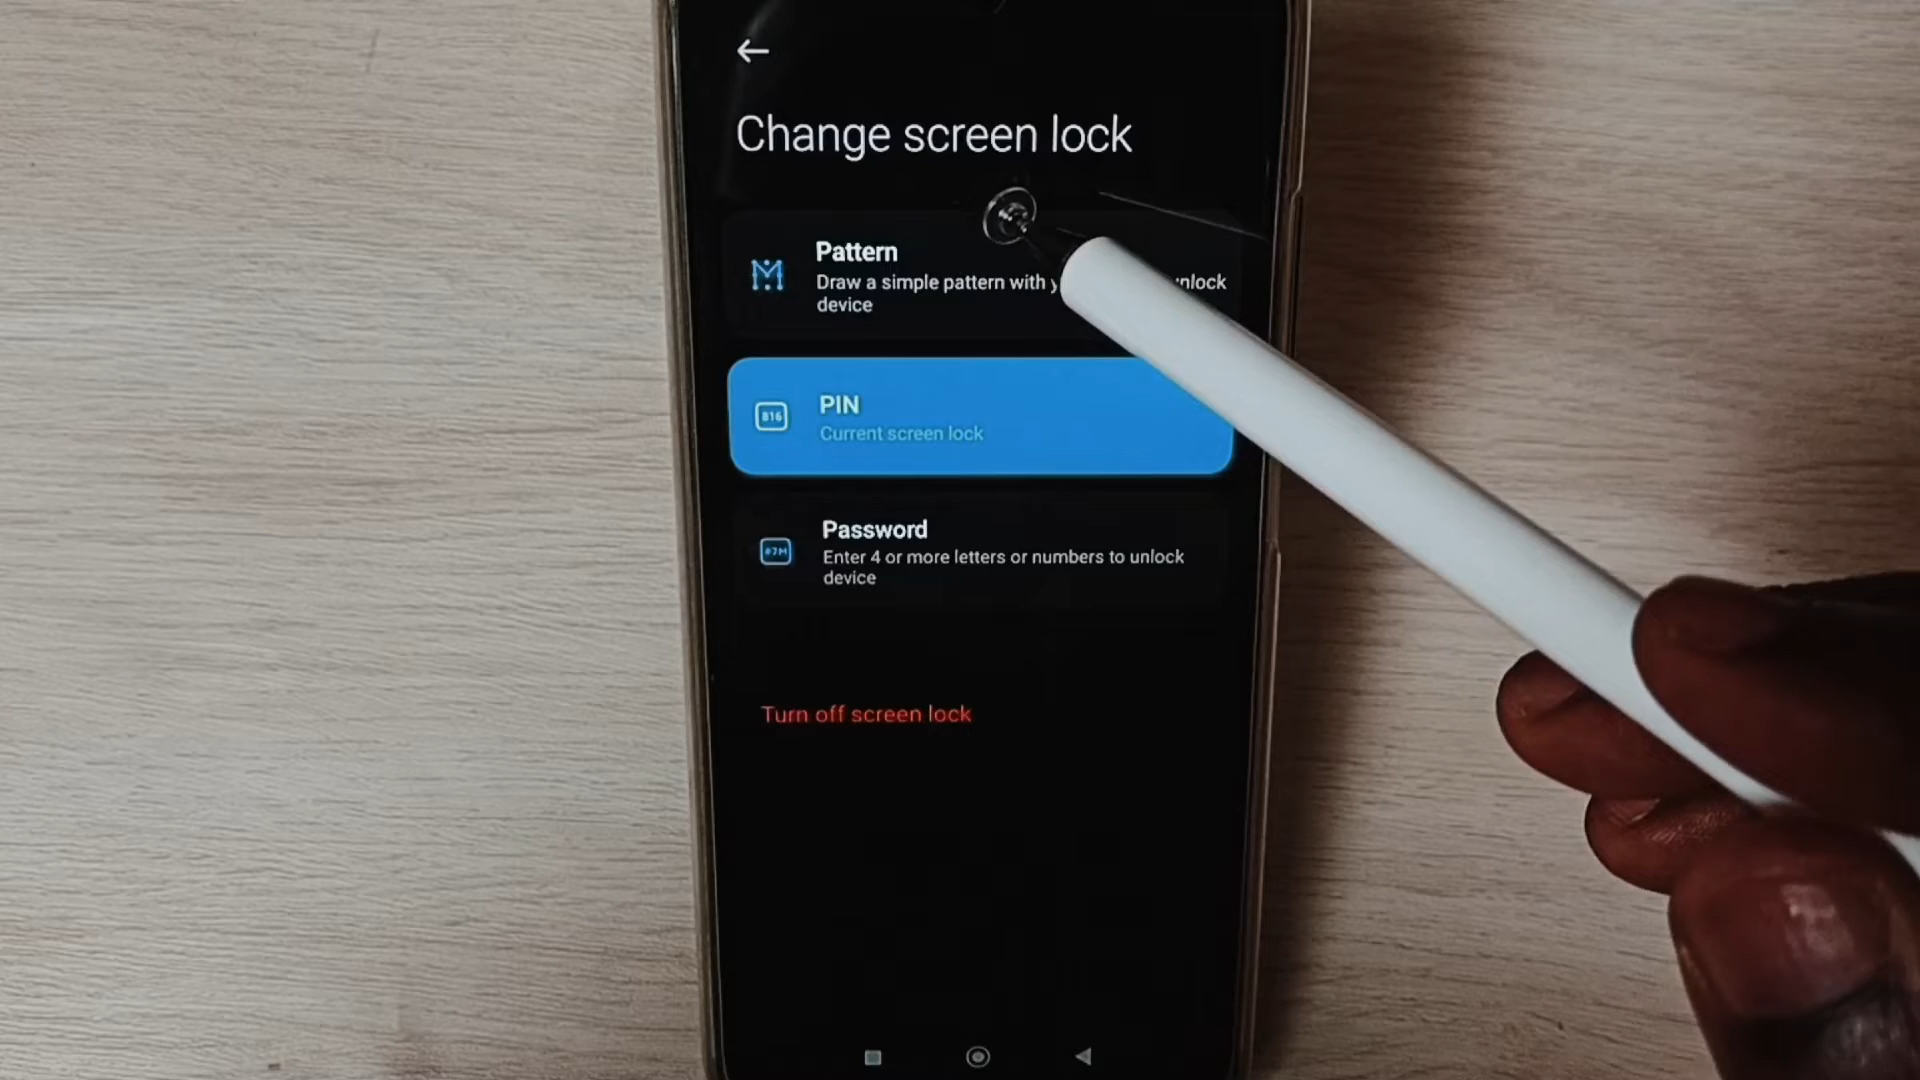 Change screen lock
Pattern
Draw a simple pattern with unlock
device
PIN
Current screen lock
Password
Enter 4 or more letters or numbers to unlock
device
Turn off screen lock